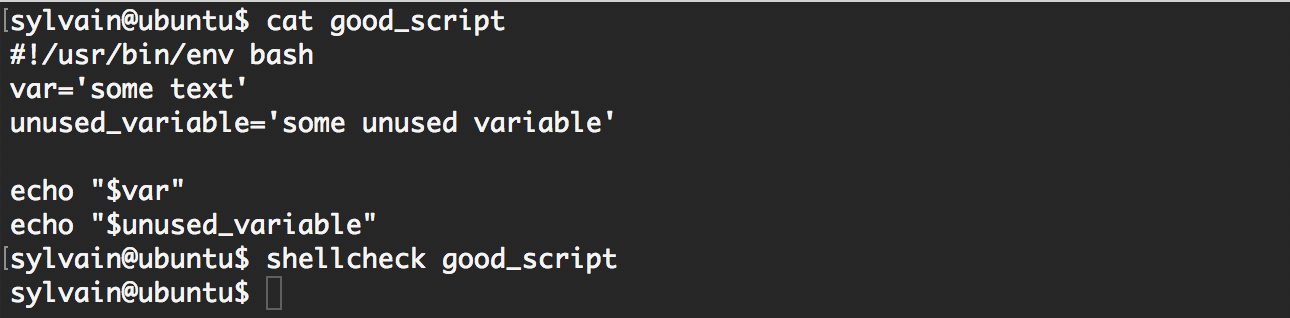 [sylvain@ubuntu$ cat good_script
#!/usr/bin/env bash
var='some text'
unused_variable='some unused variable'

echo "$var"
echo "$unused_variable"
[sylvain@ubuntu$ shellcheck good_script
sylvain@ubuntu$